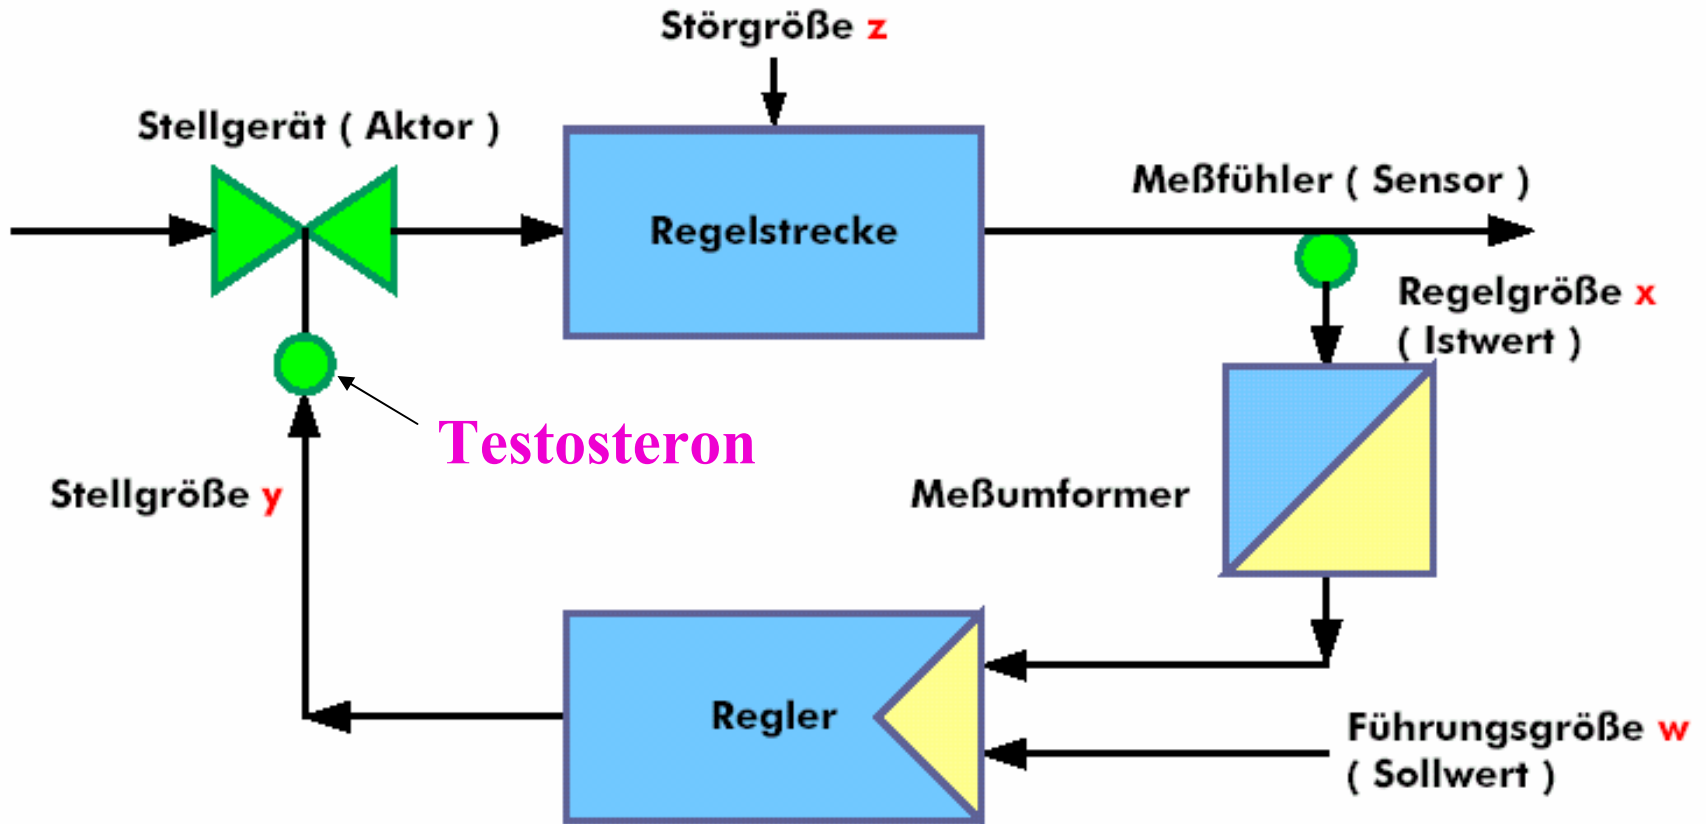 Störgröße z
Stellgerät ( Aktor )
Meßfühler ( Sensor )
Regelstrecke
Regelgröße x
( Istwert )
Testosteron
Stellgröße y
Meßumformer
Regler
Führungsgröße w
( Sollwert )